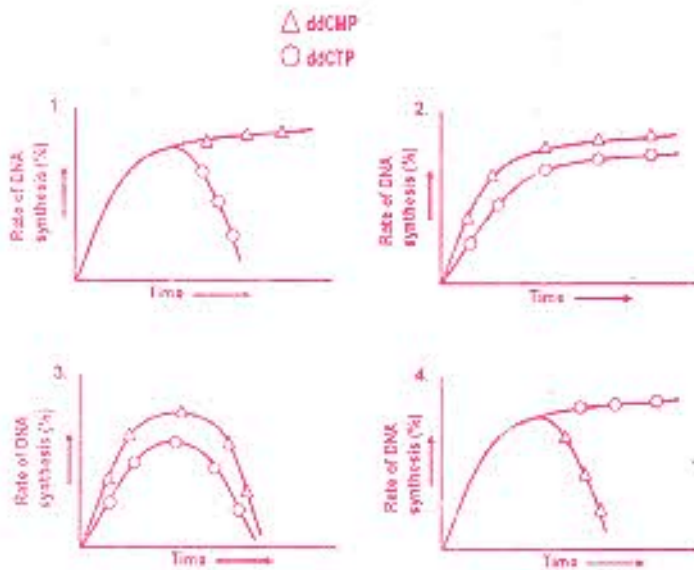 ddCMP
ddCTP
1.
Rate of DNA
synthesis (%)
Time
2.
Rate of DNA
synthesis (%)
Time
3.
Rate of DNA
synthesis (%)
Time
4.
Rate of DNA
synthesis (%)
Time